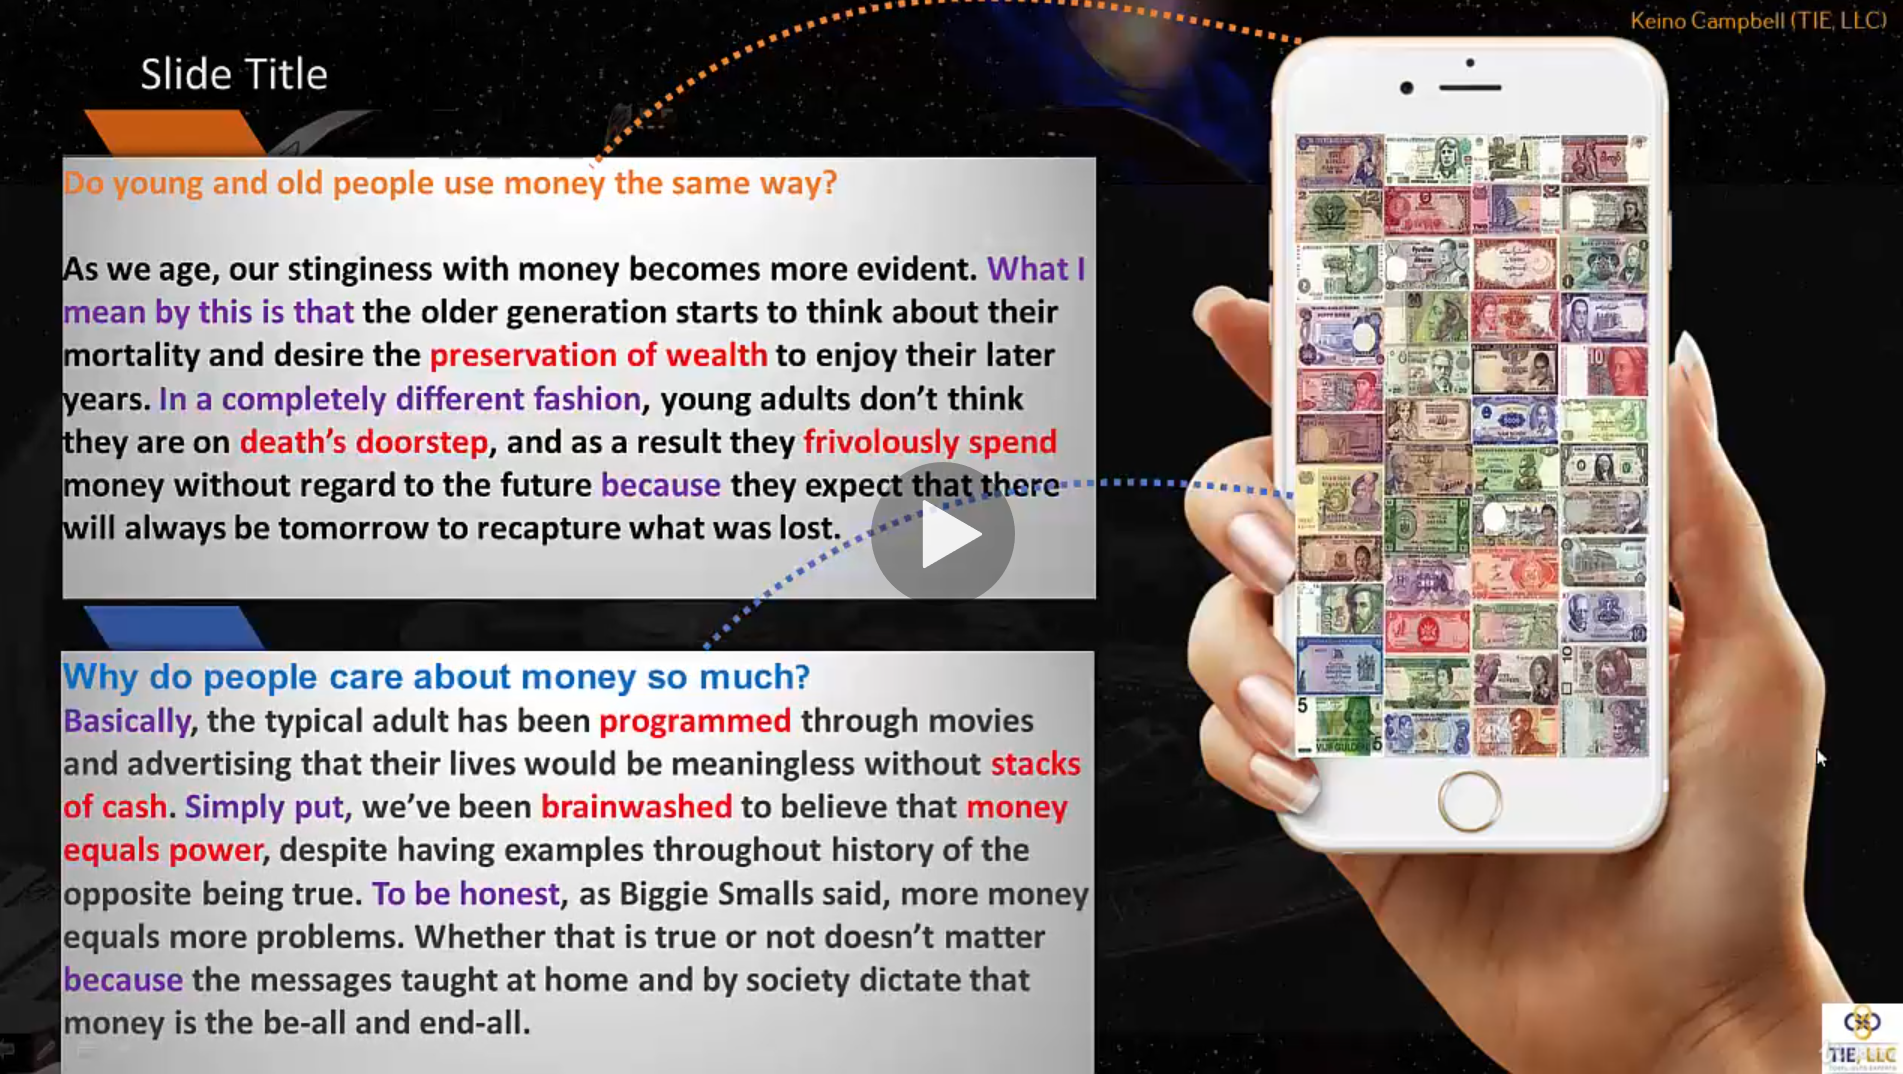 Keino Campbell (TIE, LLC)
Slide Title
Do young and old people use money the same way?
As we age, our stinginess with money becomes more evident. What I
mean by this is that the older generation starts to think about their
mortality and desire the preservation of wealth to enjoy their later
years. In a completely different fashion, young adults don't think
they are on death's doorstep, and as a result they frivolously spend
money without regard to the future because they expect that there
will always be tomorrow to recapture what was lost.
Why do people care about money so much?
Basically, the typical adult has been programmed through movies
and advertising that their lives would be meaningless without stacks
of cash. Simply put, we've been brainwashed to believe that money
equals power, despite having examples throughout history of the
opposite being true. To be honest, as Biggie Smalls said, more money
equals more problems. Whether that is true or not doesn't matter
because the messages taught at home and by society dictate that
money is the be-all and end-all.
TIE, LLC